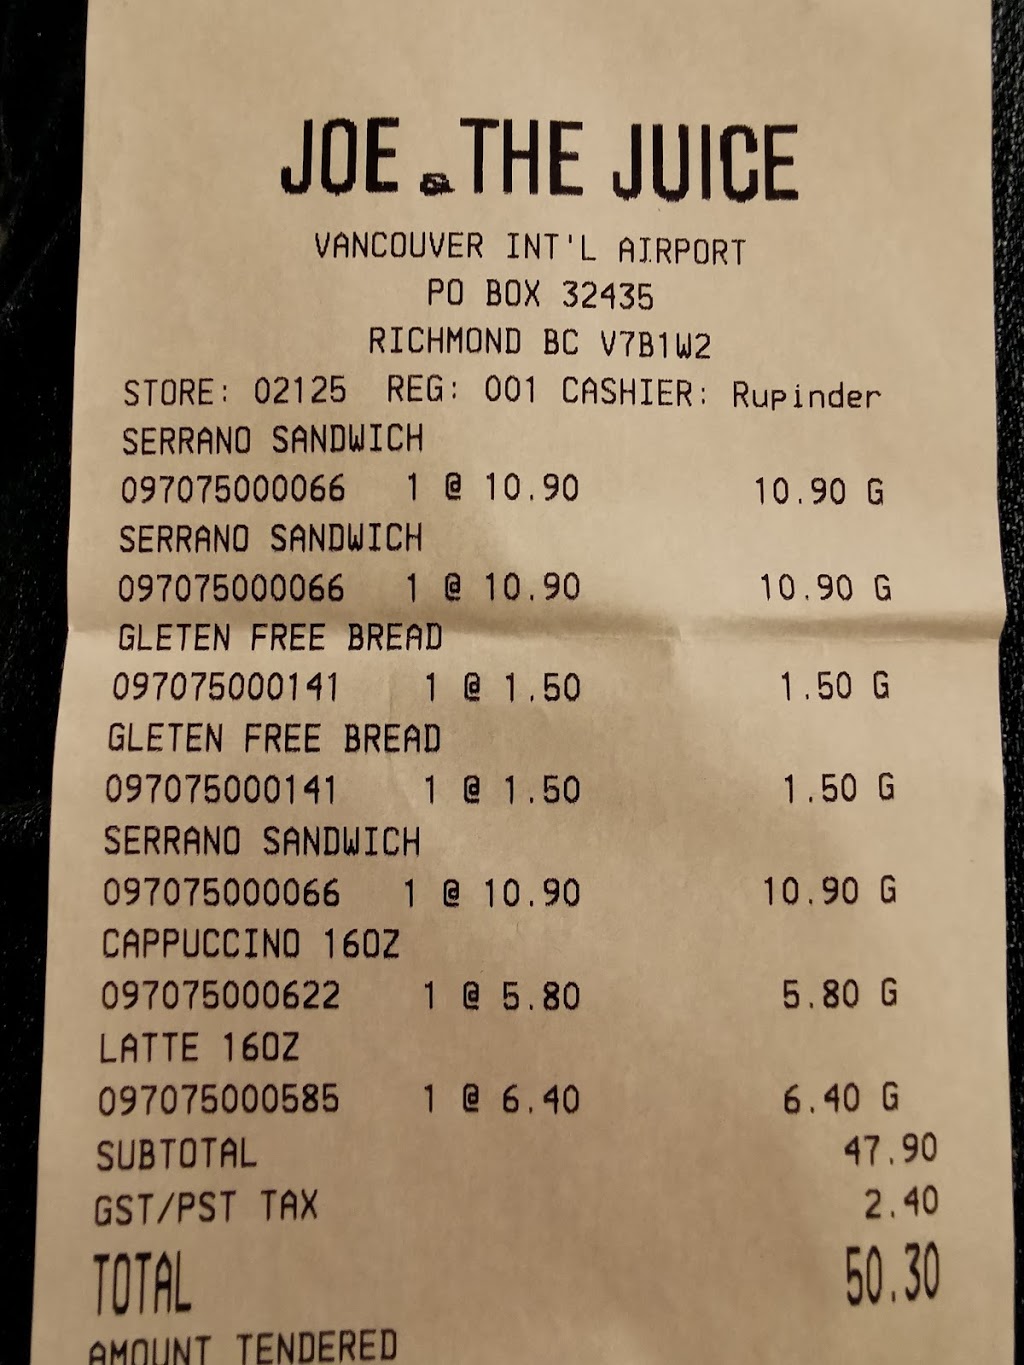 JOE & THE JUICE
VANCOUVER INT'L AIRPORT
PO BOX 32435
RICHMOND BC V7B1W2
STORE: 02125 REG: 001 CASHIER: Rupinder
SERRANO SANDWICH
097075000066 1 @ 10.90 10.90 G
SERRANO SANDWICH
097075000066 1 @ 10.90 10.90 G
GLETEN FREE BREAD
097075000141 1 @ 1.50 1.50 G
GLETEN FREE BREAD
097075000141 1 @ 1.50 1.50 G
SERRANO SANDWICH
097075000066 1 @ 10.90 10.90 G
CAPPUCCINO 16OZ
097075000622 1 @ 5.80 5.80 G
LATTE 16OZ
097075000585 1 @ 6.40 6.40 G
SUBTOTAL 47.90
GST/PST TAX 2.40
TOTAL 50.30
AMOUNT TENDERED